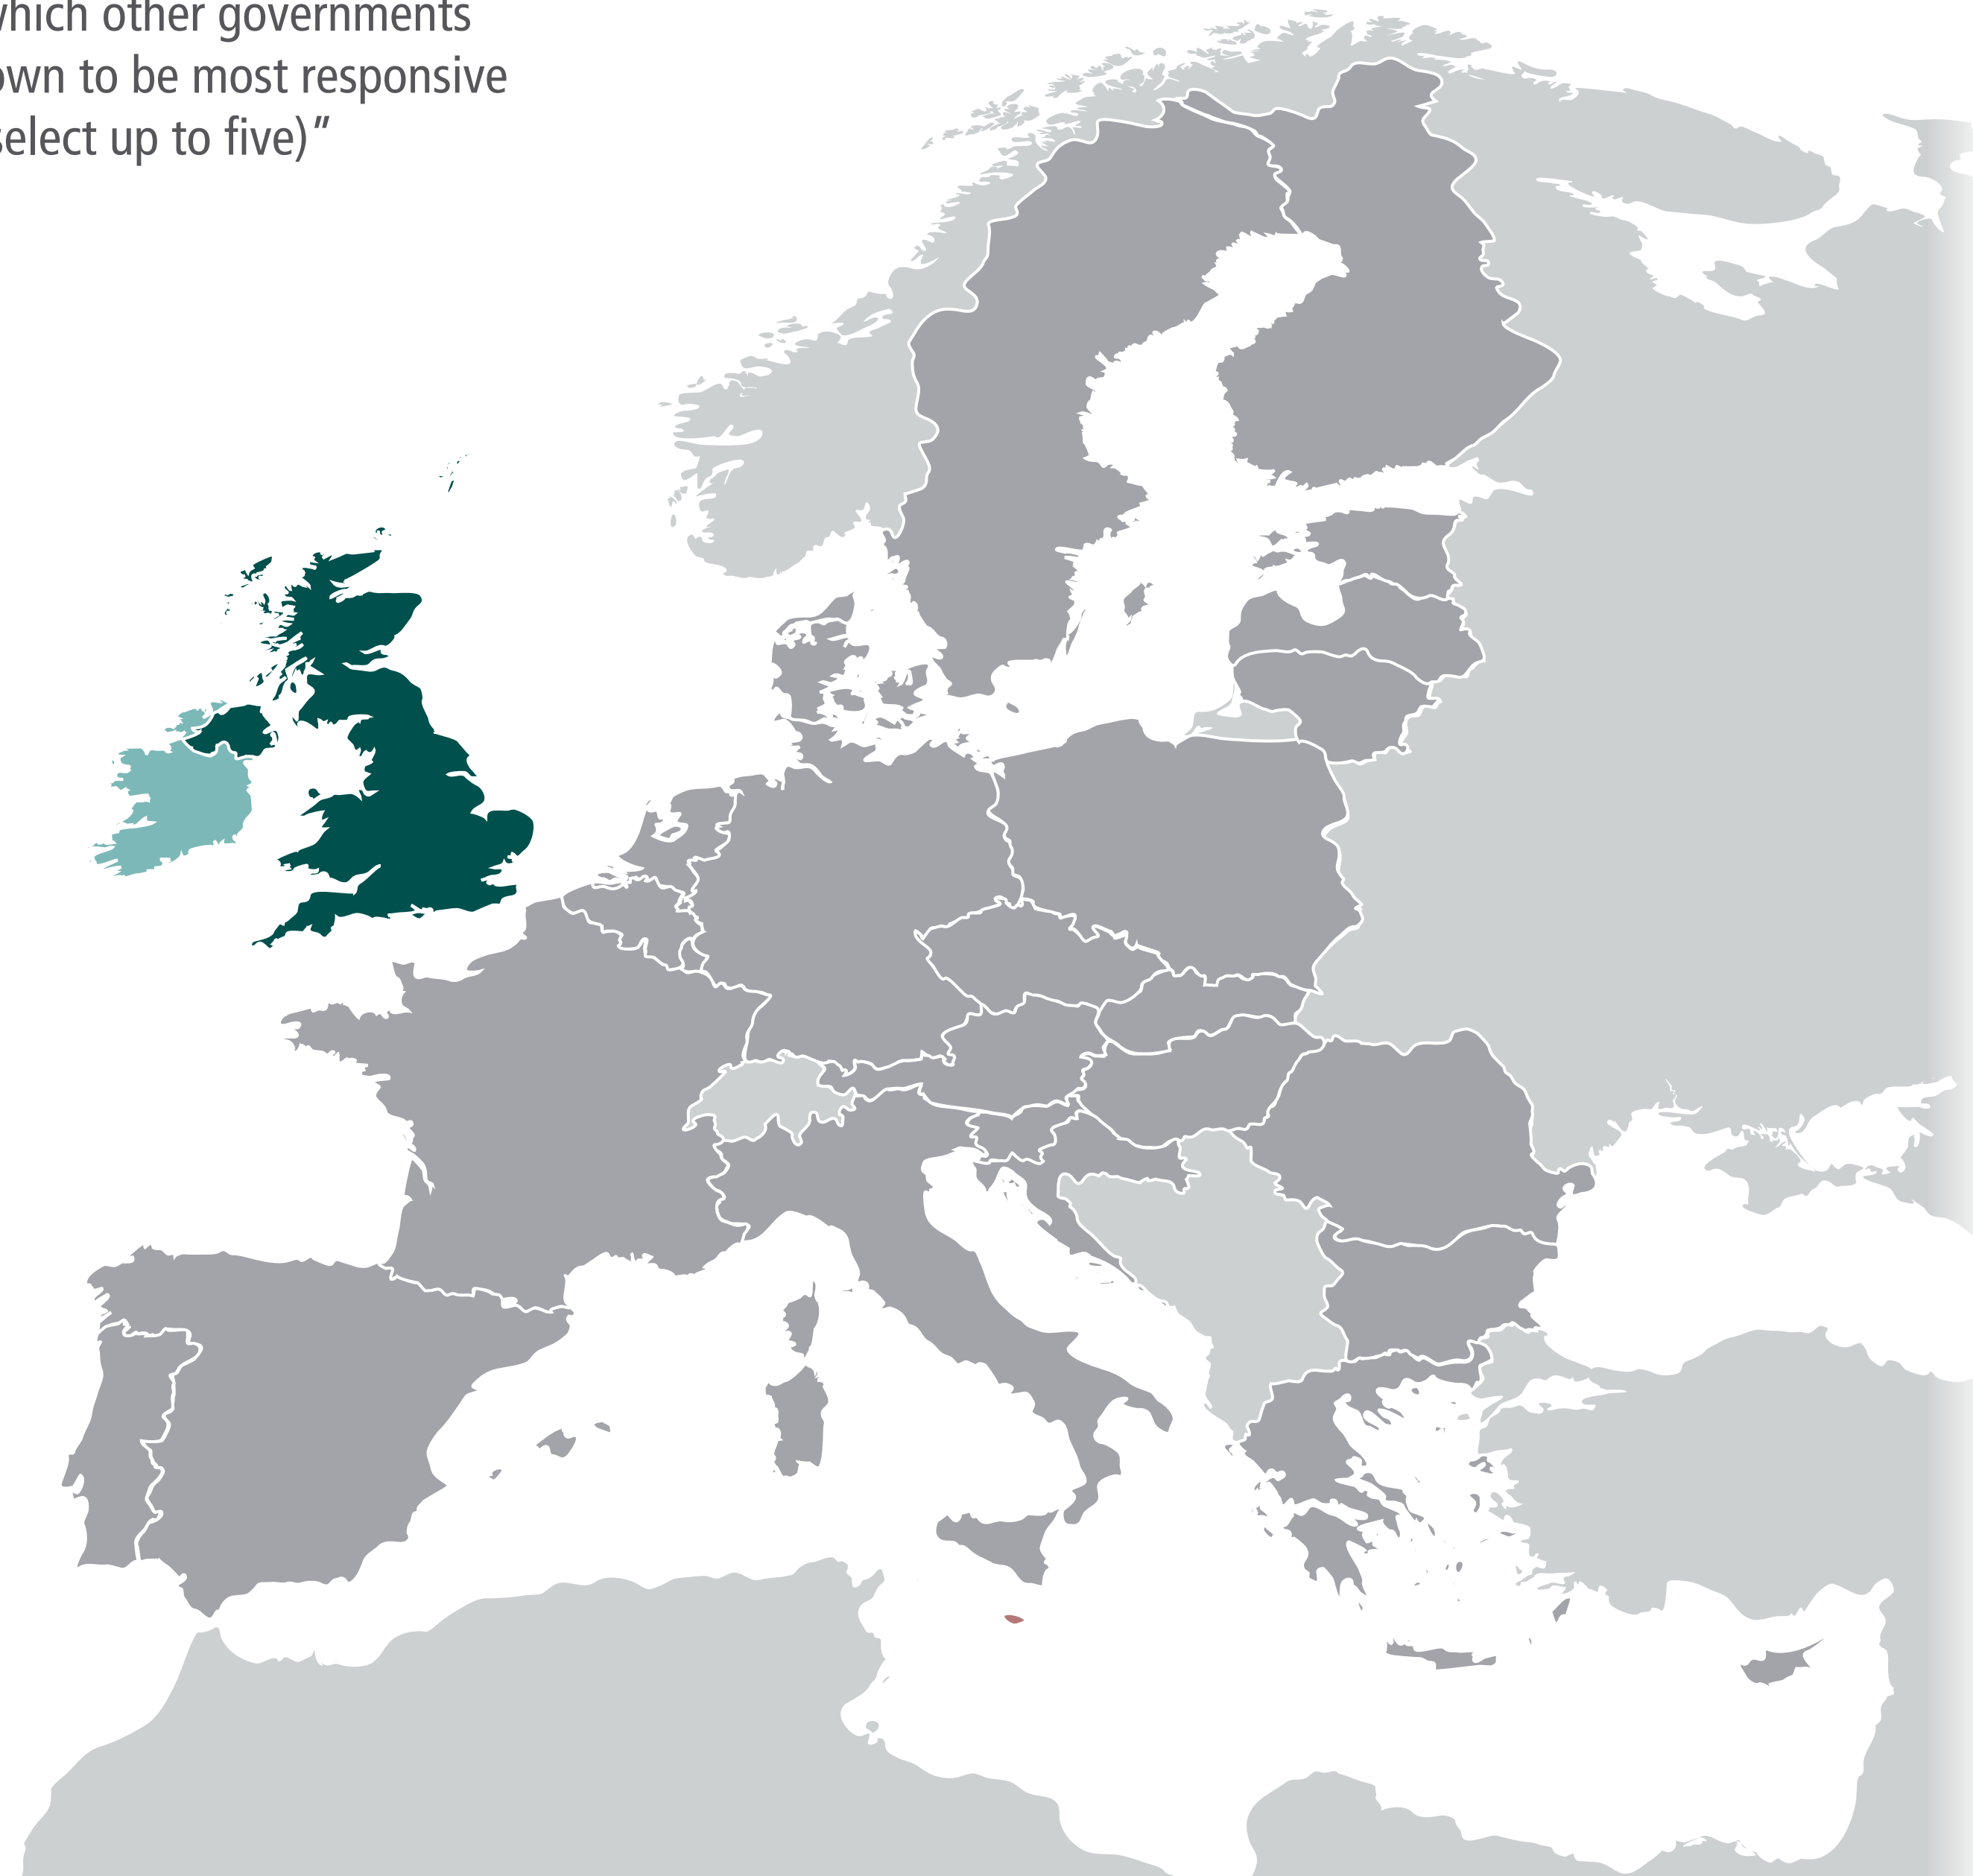 which other governments
own to be most responsive
select up to five)”